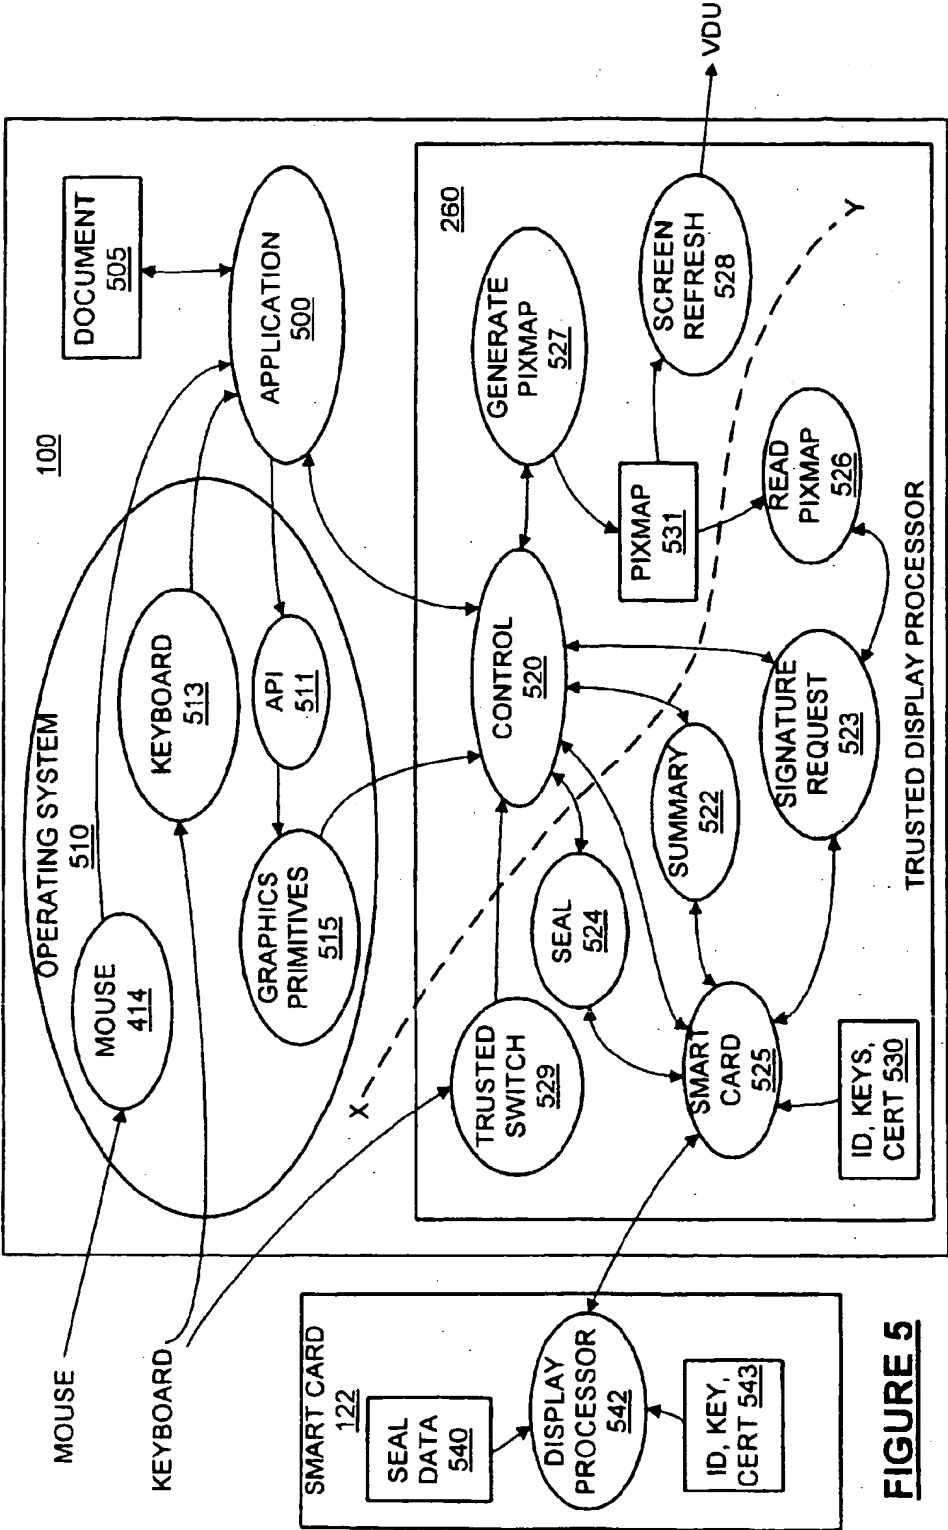 MOUSE
KEYBOARD
100
OPERATING SYSTEM
510
MOUSE
414
KEYBOARD
513
API
511
GRAPHICS
PRIMITIVES
515
DOCUMENT
505
APPLICATION
500
X
260
TRUSTED
SWITCH
529
CONTROL
520
GENERATE
PIXMAP
527
SEAL
524
PIXMAP
531
SCREEN
REFRESH
528
VDU
SMART
CARD
525
SUMMARY
522
SIGNATURE
REQUEST
523
READ
PIXMAP
526
Y
ID, KEYS,
CERT 530
TRUSTED DISPLAY PROCESSOR
SMART CARD
122
SEAL
DATA
540
DISPLAY
PROCESSOR
542
ID, KEY,
CERT 543
FIGURE 5